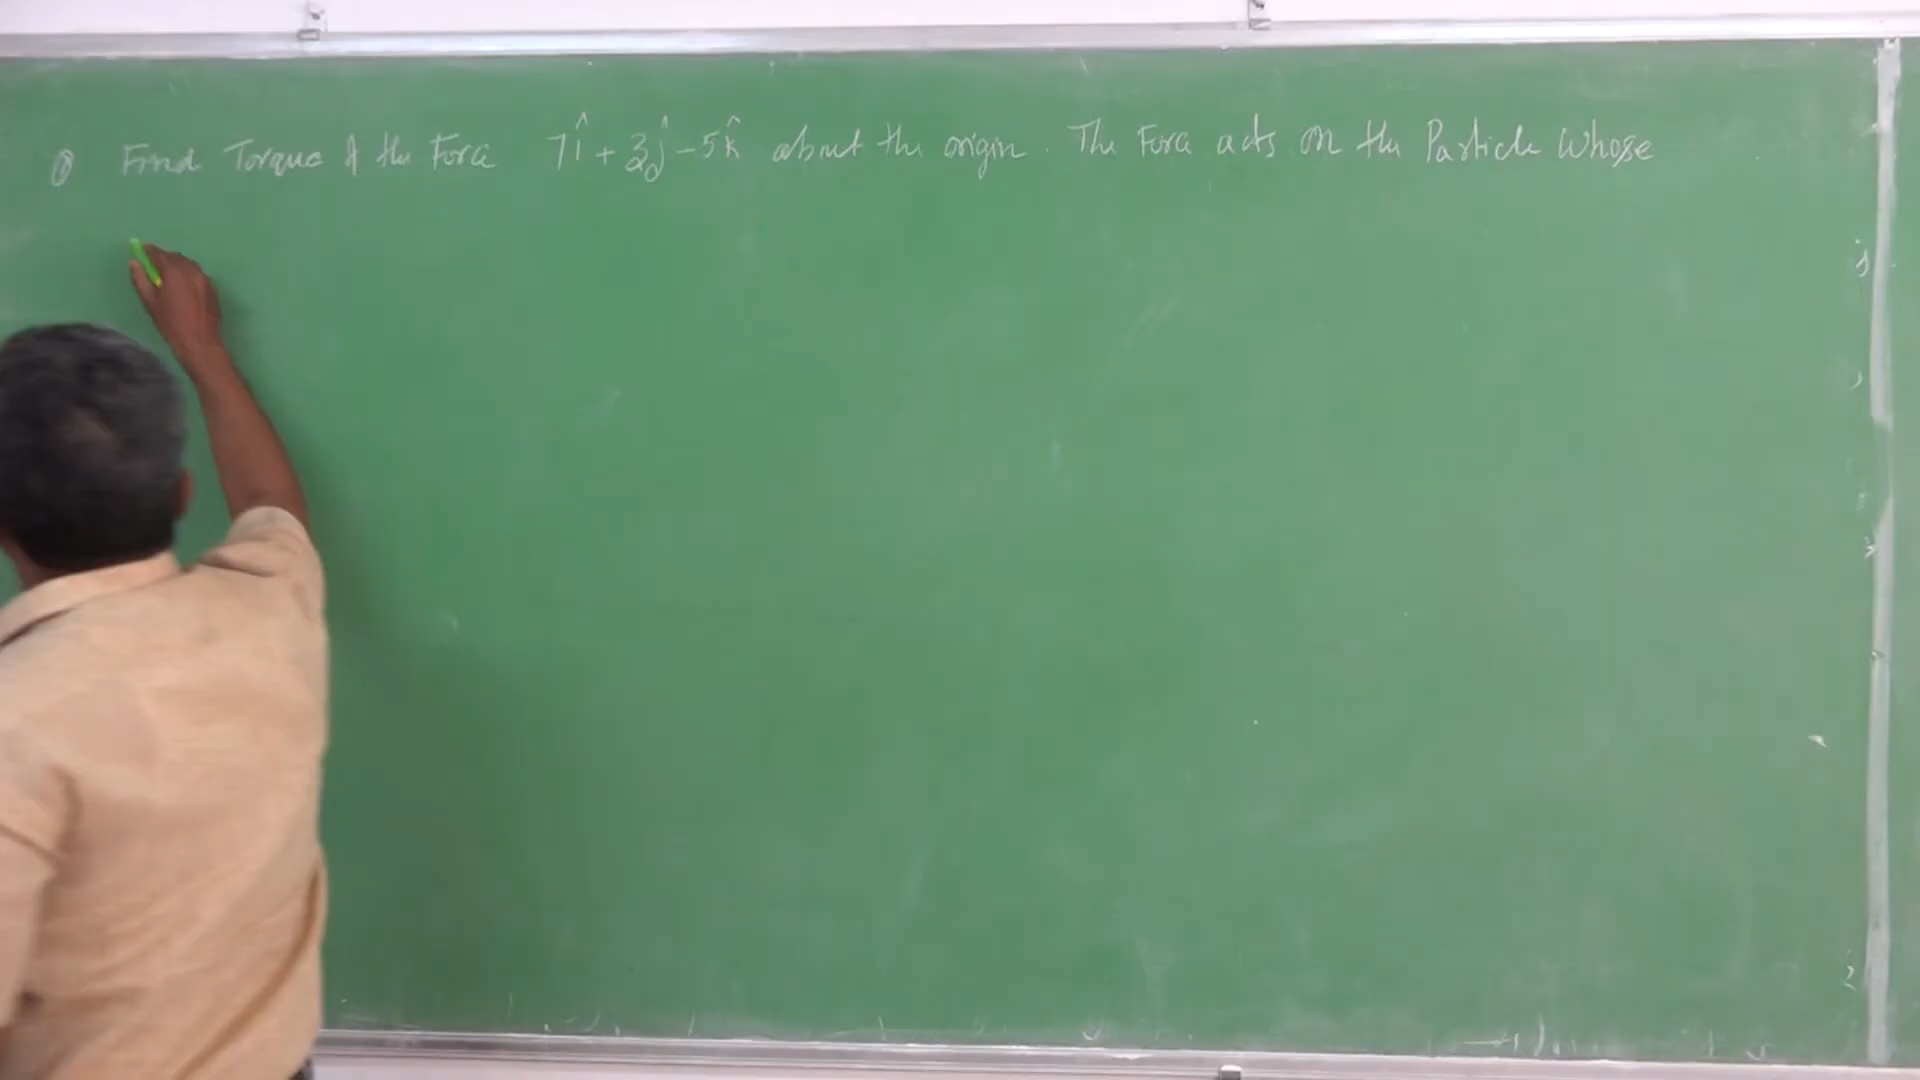 Find Torque of the Force 7î + 3ĵ - 5k̂ about the origin. The Force acts on the Particle whose